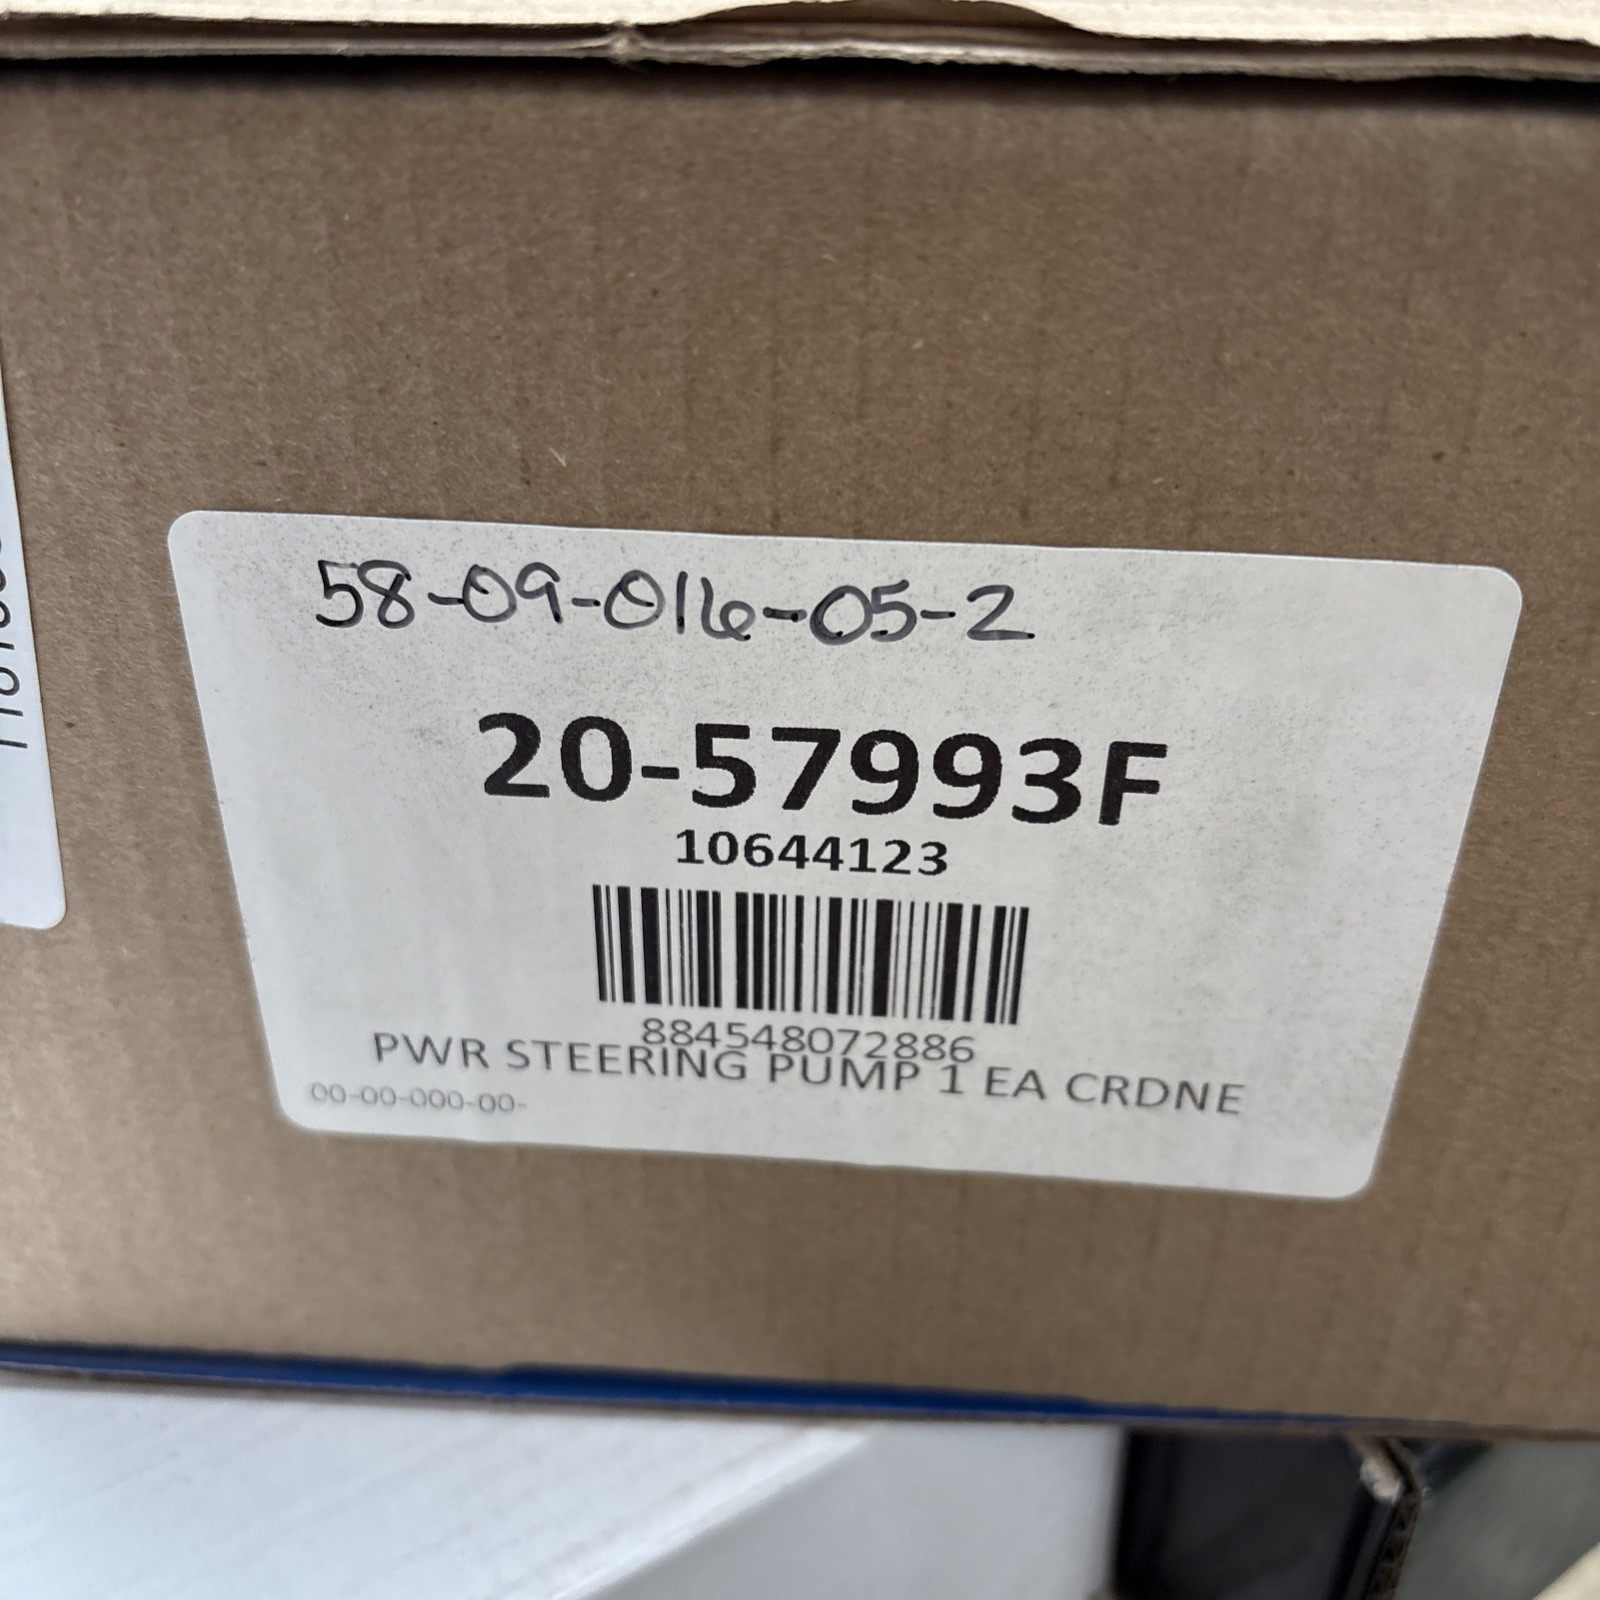 58-09-016-05-2
20-57993F
10644123
884548072886
PWR STEERING PUMP 1 EA CRDNE
00-00-000-00-